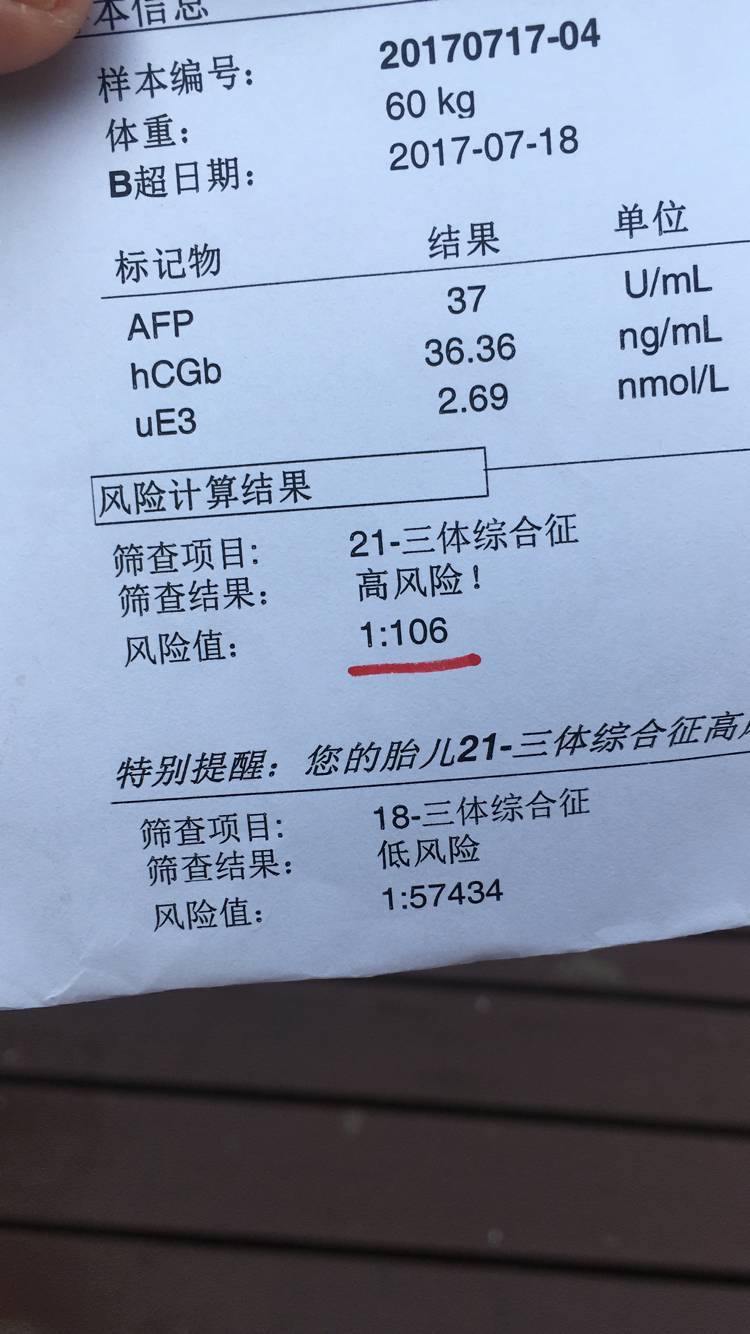 本信息
样本编号: 20170717-04
体重: 60 kg
B超日期: 2017-07-18
标记物 结果 单位
AFP 37 U/mL
hCGb 36.36 ng/mL
uE3 2.69 nmol/L
风险计算结果
筛查项目: 21-三体综合征
筛查结果: 高风险!
风险值: 1:106
特别提醒: 您的胎儿21-三体综合征高
筛查项目: 18-三体综合征
筛查结果: 低风险
风险值: 1:57434